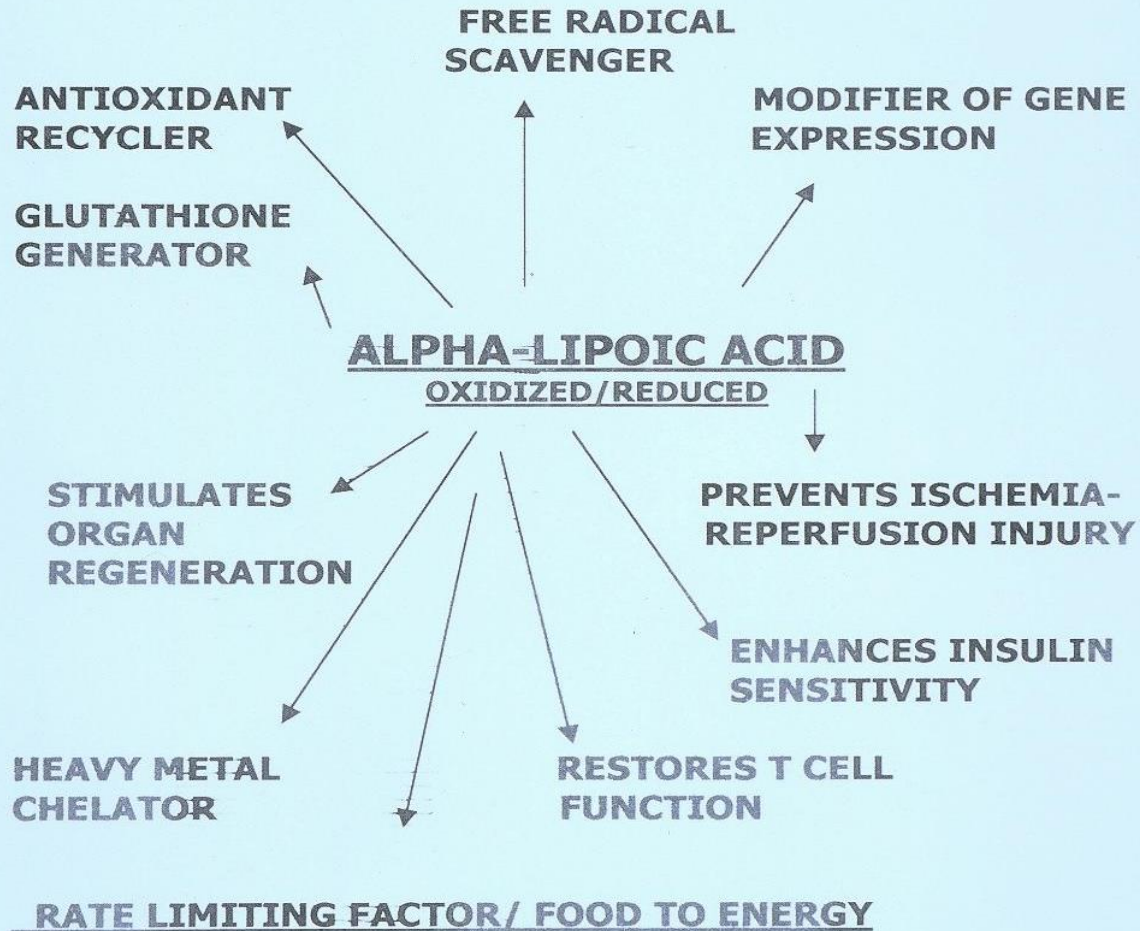 FREE RADICAL
SCAVENGER
ANTIOXIDANT
RECYCLER
MODIFIER OF GENE
EXPRESSION
GLUTATHIONE
GENERATOR
ALPHA-LIPOIC ACID
OXIDIZED/REDUCED
STIMULATES
ORGAN
REGENERATION
PREVENTS ISCHEMIA-
REPERFUSION INJURY
ENHANCES INSULIN
SENSITIVITY
HEAVY METAL
CHELATOR
RESTORES T CELL
FUNCTION
RATE LIMITING FACTOR/ FOOD TO ENERGY